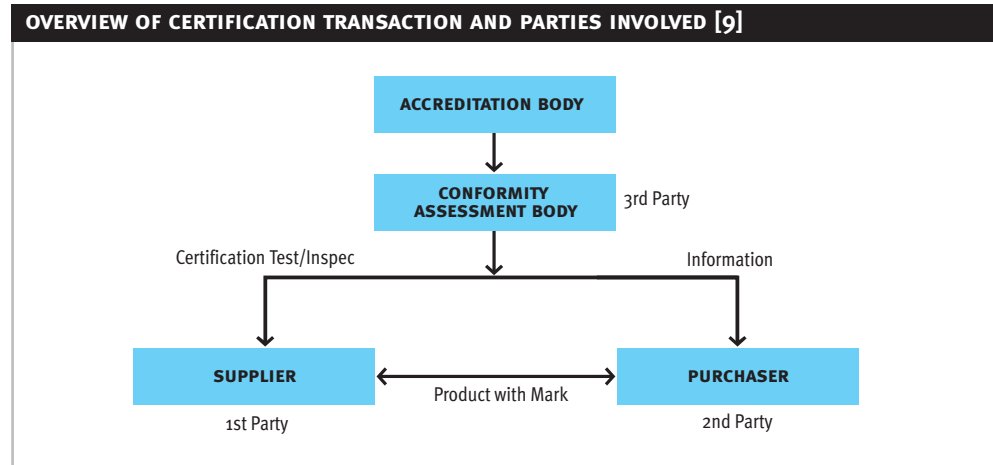 OVERVIEW OF CERTIFICATION TRANSACTION AND PARTIES INVOLVED [9]
ACCREDITATION BODY
CONFORMITY
ASSESSMENT BODY
3rd Party
Certification Test/Inspec
Information
SUPPLIER
PURCHASER
Product with Mark
1st Party
2nd Party